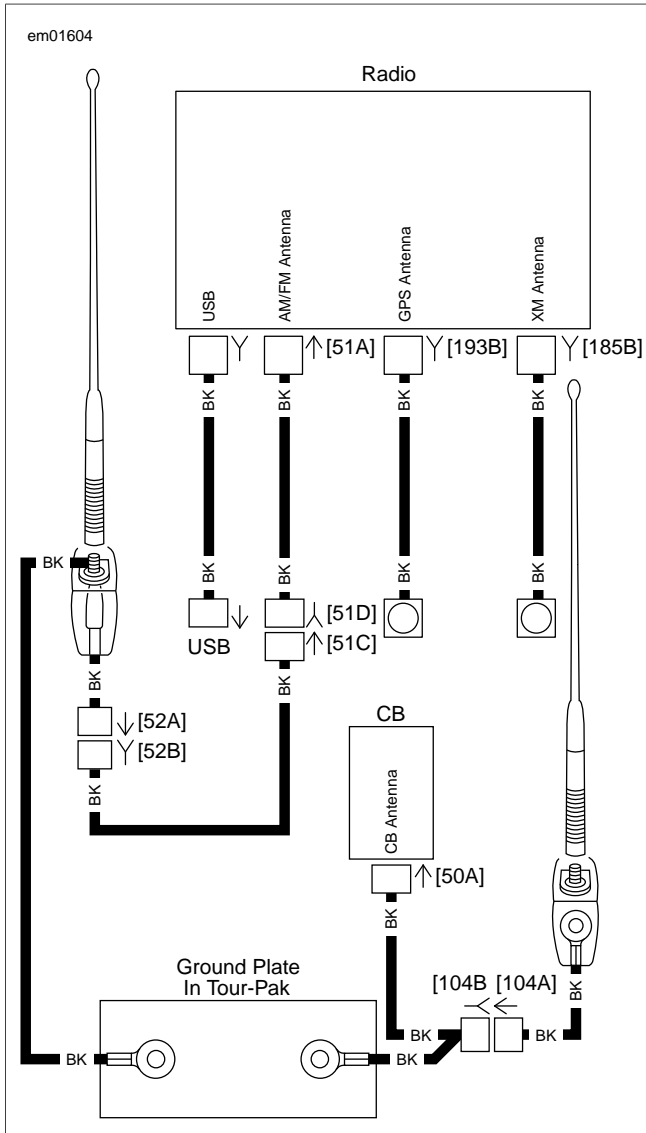 em01604
Radio
USB
AM/FM Antenna
GPS Antenna
XM Antenna
[51A]
[193B]
[185B]
BK
BK
BK
BK
BK
BK
BK
BK
BK
[51D]
USB
[51C]
BK
BK
[52A]
[52B]
BK
CB
CB Antenna
[50A]
BK
Ground Plate
In Tour-Pak
[104B
[104A]
BK
BK
BK
BK
BK